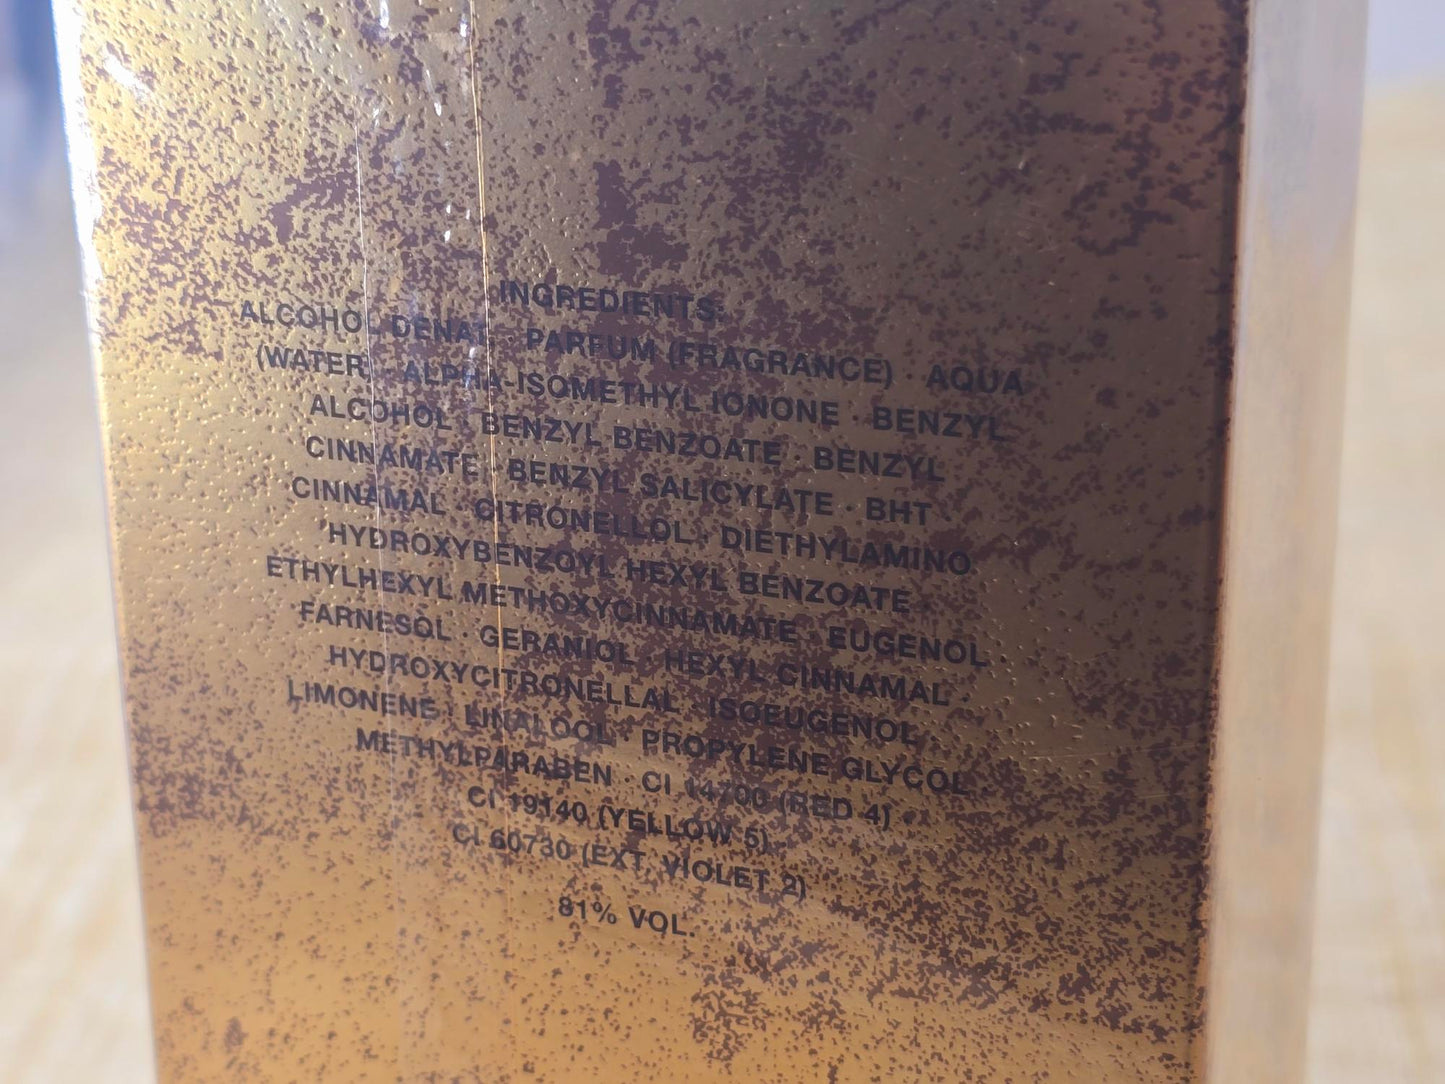 INGREDIENTS:
ALCOHOL DENAT · PARFUM (FRAGRANCE) · AQUA
(WATER) · ALPHA-ISOMETHYL IONONE · BENZYL
ALCOHOL · BENZYL BENZOATE · BENZYL
CINNAMATE · BENZYL SALICYLATE · BHT
CINNAMAL · CITRONELLOL · DIETHYLAMINO
HYDROXYBENZOYL HEXYL BENZOATE
ETHYLHEXYL METHOXYCINNAMATE · EUGENOL ·
FARNESOL · GERANIOL · HEXYL CINNAMAL ·
HYDROXYCITRONELLAL · ISOEUGENOL
LIMONENE · LINALOOL · PROPYLENE GLYCOL
METHYLPARABEN · CI 14700 (RED 4) ·
CI 19140 (YELLOW 5)
CI 60730 (EXT. VIOLET 2)
81% VOL.